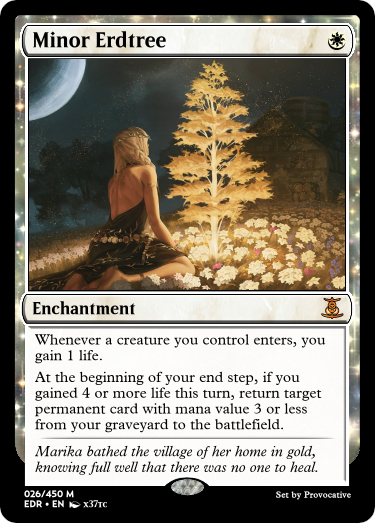 Minor Erdtree
Enchantment
Whenever a creature you control enters, you
gain 1 life.
At the beginning of your end step, if you
gained 4 or more life this turn, return target
permanent card with mana value 3 or less
from your graveyard to the battlefield.
Marika bathed the village of her home in gold,
knowing full well that there was no one to heal.
026/450 M
EDR • EN x37TC
Set by Provocative